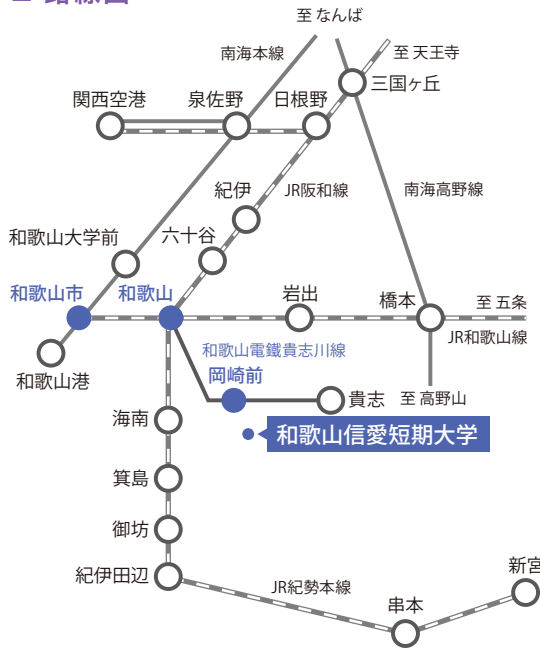 路線図
至 なんば
南海本線
至 天王寺
三国ヶ丘
関西空港
泉佐野
日根野
紀伊
JR阪和線
南海高野線
和歌山大学前
六十谷
和歌山市
和歌山
岩出
橋本
至 五条
JR和歌山線
和歌山港
和歌山電鐵貴志川線
岡崎前
貴志
至 高野山
海南
和歌山信愛短期大学
箕島
御坊
紀伊田辺
JR紀勢本線
串本
新宮